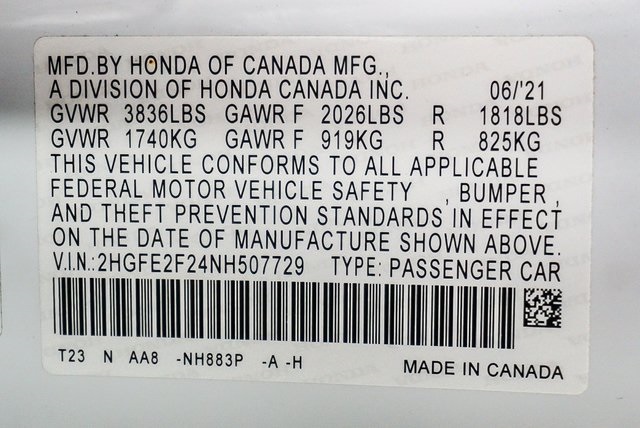 MFD.BY HONDA OF CANADA MFG.,
A DIVISION OF HONDA CANADA INC. 06/'21
GVWR 3836LBS GAWR F 2026LBS R 1818LBS
GVWR 1740KG GAWR F 919KG R 825KG
THIS VEHICLE CONFORMS TO ALL APPLICABLE
FEDERAL MOTOR VEHICLE SAFETY , BUMPER ,
AND THEFT PREVENTION STANDARDS IN EFFECT
ON THE DATE OF MANUFACTURE SHOWN ABOVE.
V.I.N.:2HGFE2F24NH507729 TYPE: PASSENGER CAR
T23 N AA8 -NH883P -A -H MADE IN CANADA